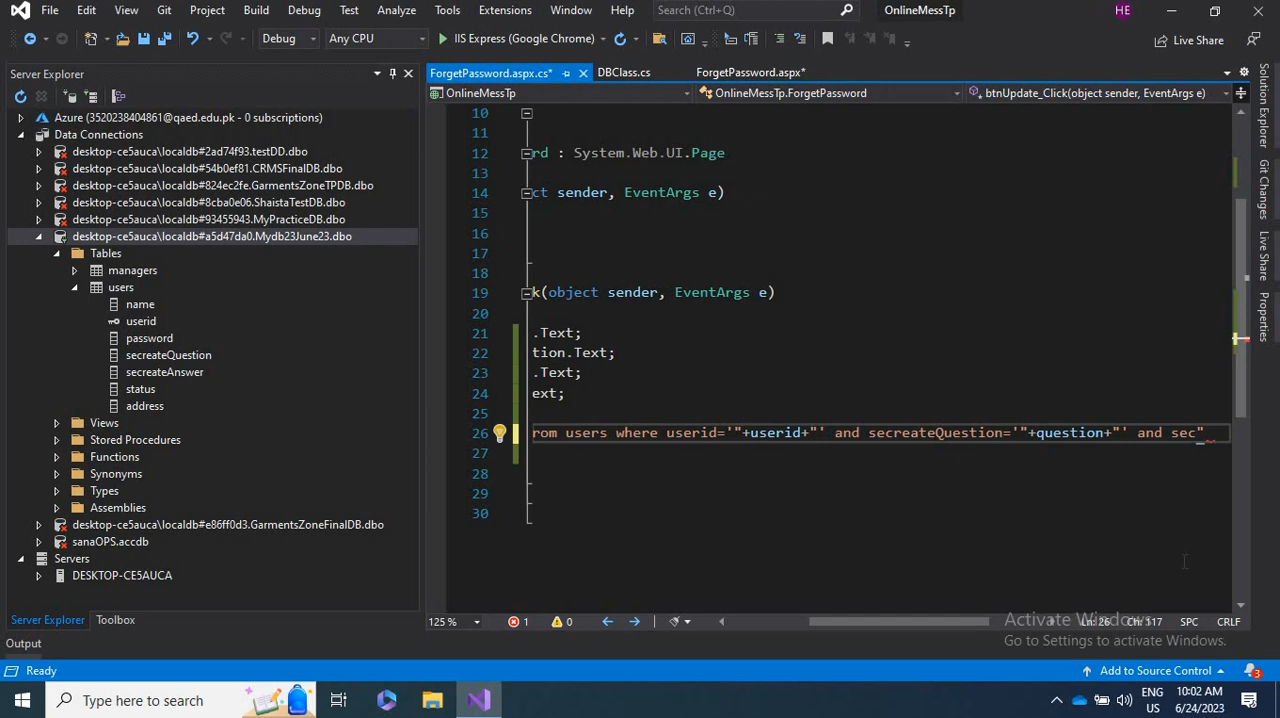 File Edit View Git Project Build Debug Test Analyze Tools Extensions Window Help Search (Ctrl+Q) OnlineMessTp HE
Debug Any CPU IIS Express (Google Chrome) Live Share
Server Explorer
ForgetPassword.aspx.cs* DBClass.cs ForgetPassword.aspx*
OnlineMessTp OnlineMessTp.ForgetPassword btnUpdate_Click(object sender, EventArgs e)
Azure (3520238404861@qaed.edu.pk - 0 subscriptions)
Data Connections
desktop-ce5auca\localdb#2ad74f93.testDD.dbo
desktop-ce5auca\localdb#54b0ef81.CRMSFinalDB.dbo
desktop-ce5auca\localdb#824ec2fe.GarmentsZoneTPDB.dbo
desktop-ce5auca\localdb#8cba0e06.ShaistaTestDB.dbo
desktop-ce5auca\localdb#93455943.MyPracticeDB.dbo
desktop-ce5auca\localdb#a5d47da0.Mydb23June23.dbo
Tables
managers
users
name
userid
password
secreateQuestion
secreateAnswer
status
address
Views
Stored Procedures
Functions
Synonyms
Types
Assemblies
desktop-ce5auca\localdb#e86ff0d3.GarmentsZoneFinalDB.dbo
sanaOPS.accdb
Servers
DESKTOP-CE5AUCA
Server Explorer Toolbox
10
11
12 rd : System.Web.UI.Page
13
14 ct sender, EventArgs e)
15
16
17
18
19 k(object sender, EventArgs e)
20
21 .Text;
22 tion.Text;
23 .Text;
24 ext;
25
26 rom users where userid='"+userid+"' and secreateQuestion='"+question+"' and sec"
27
28
29
30
Solution Explorer
Git Changes
Live Share
Properties
125 % 1 0 Ln: 26 Ch: 117 SPC CRLF
Activate Windows
Go to Settings to activate Windows.
Output
Ready Add to Source Control 3
Type here to search
ENG
US
10:02 AM
6/24/2023